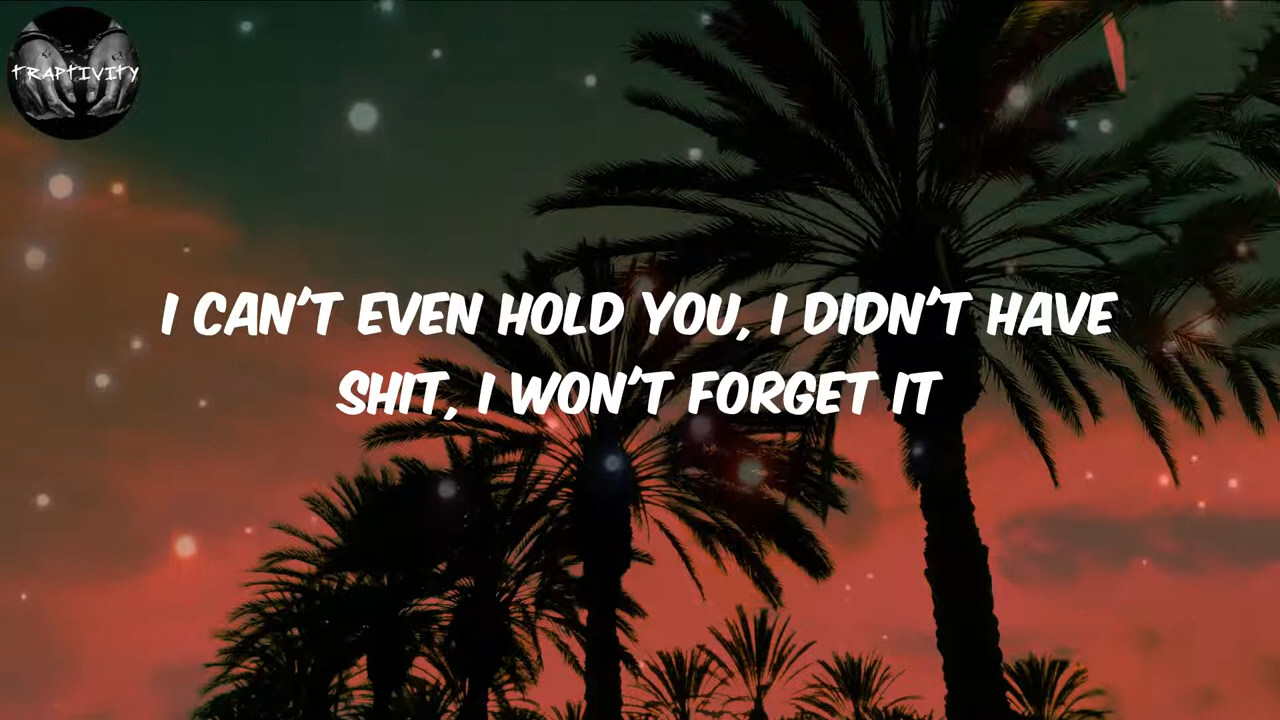 TRAPTIVITY
I CAN'T EVEN HOLD YOU, I DIDN'T HAVE
SHIT, I WON'T FORGET IT